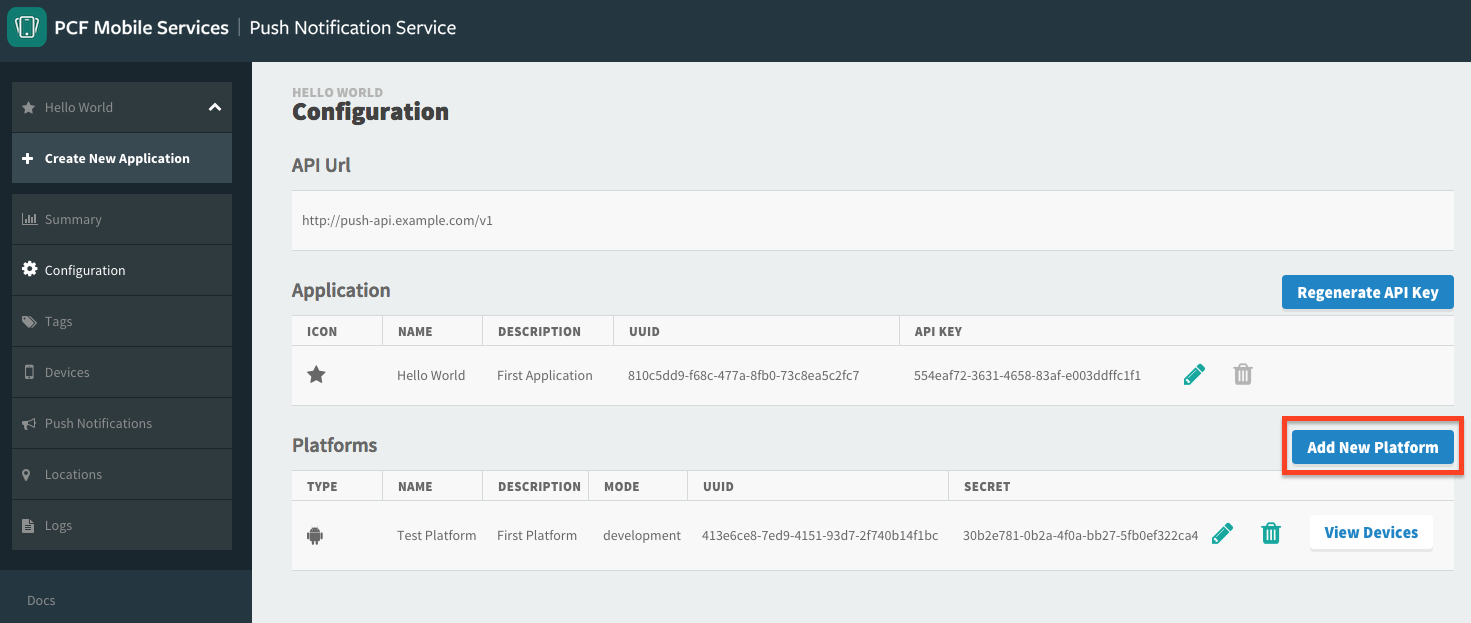 PCF Mobile Services | Push Notification Service
Hello World
Create New Application
Summary
Configuration
Tags
Devices
Push Notifications
Locations
Logs
Docs
HELLO WORLD
Configuration
API Url
http://push-api.example.com/v1
Application
Regenerate API Key
ICON NAME DESCRIPTION UUID API KEY
Hello World First Application 810c5dd9-f68c-477a-8fb0-73c8ea5c2fc7 554eaf72-3631-4658-83af-e003ddffc1f1
Platforms
Add New Platform
TYPE NAME DESCRIPTION MODE UUID SECRET
Test Platform First Platform development 413e6ce8-7ed9-4151-93d7-2f740b14f1bc 30b2e781-0b2a-4f0a-bb27-5fb0ef322ca4 View Devices